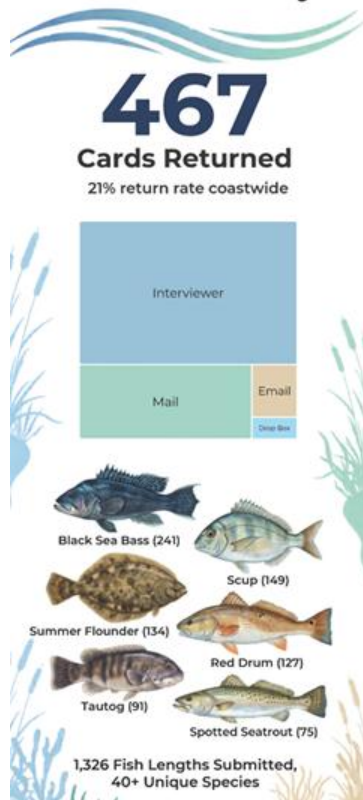 467
Cards Returned
21% return rate coastwide
Interviewer
Mail
Email
Drop Box
Black Sea Bass (241)
Scup (149)
Summer Flounder (134)
Red Drum (127)
Tautog (91)
Spotted Seatrout (75)
1,326 Fish Lengths Submitted,
40+ Unique Species